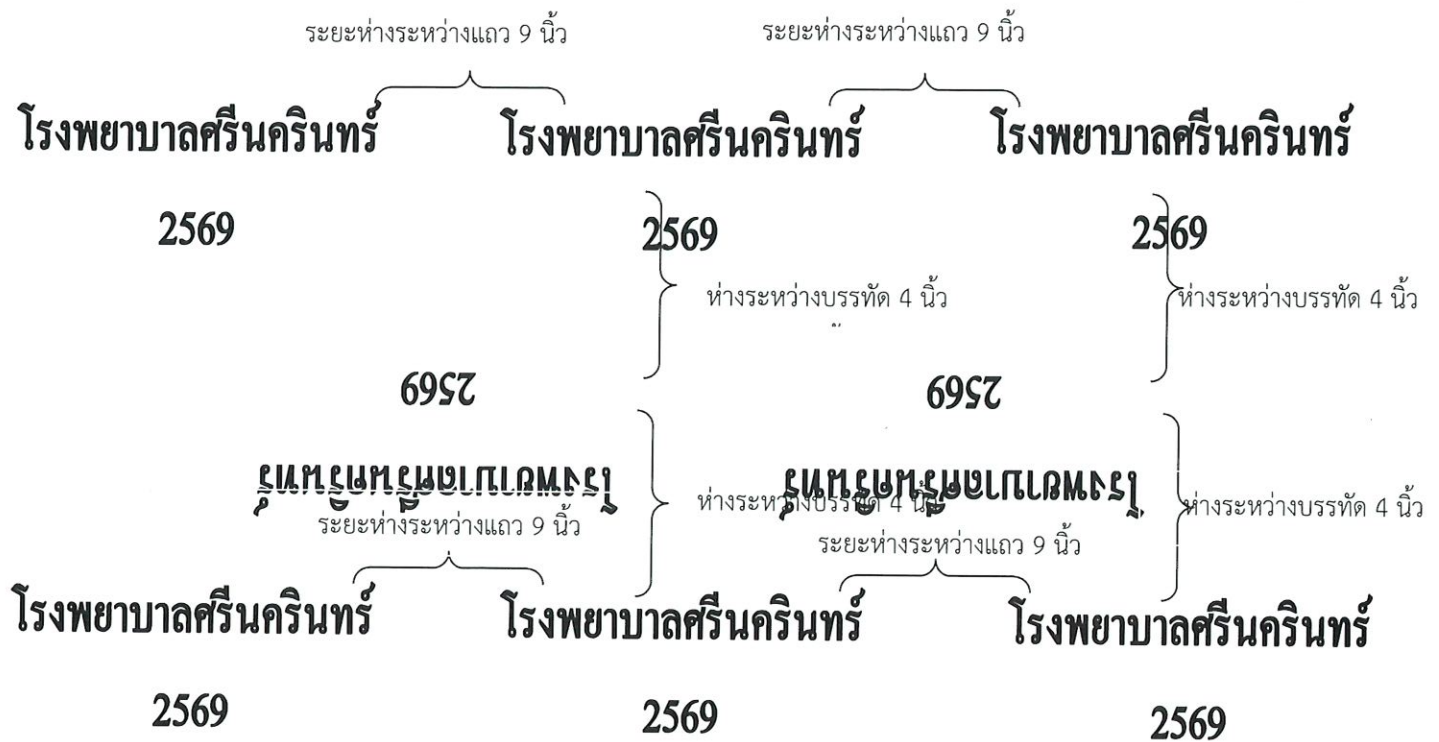 ระยะห่างระหว่างแถว 9 นิ้ว ระยะห่างระหว่างแถว 9 นิ้ว
โรงพยาบาลศรีนครินทร์ โรงพยาบาลศรีนครินทร์ โรงพยาบาลศรีนครินทร์
2569 2569 2569
ห่างระหว่างบรรทัด 4 นิ้ว ห่างระหว่างบรรทัด 4 นิ้ว
2569 2569
โรงพยาบาลศรีนครินทร์ โรงพยาบาลศรีนครินทร์
ห่างระหว่างบรรทัด 4 นิ้ว ห่างระหว่างบรรทัด 4 นิ้ว
ระยะห่างระหว่างแถว 9 นิ้ว ระยะห่างระหว่างแถว 9 นิ้ว
โรงพยาบาลศรีนครินทร์ โรงพยาบาลศรีนครินทร์ โรงพยาบาลศรีนครินทร์
2569 2569 2569